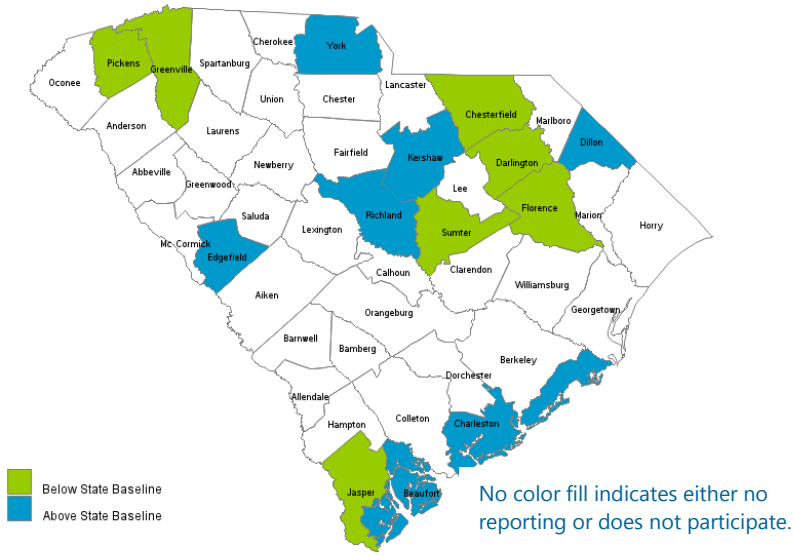 Cherokee
York
Spartanburg
Pickens
Greenville
Oconee
Lancaster
Union
Chester
Chesterfield
Marlboro
Anderson
Laurens
Dillon
Fairfield
Kershaw
Darlington
Newberry
Abbeville
Greenwood
Lee
Florence
Richland
Marion
Saluda
Horry
Lexington
Sumter
Mc Cormick
Edgefield
Calhoun
Clarendon
Williamsburg
Aiken
Orangeburg
Georgetown
Barnwell
Bamberg
Berkeley
Dorchester
Allendale
Colleton
Charleston
Hampton
Jasper
Beaufort
Below State Baseline
Above State Baseline
No color fill indicates either no
reporting or does not participate.